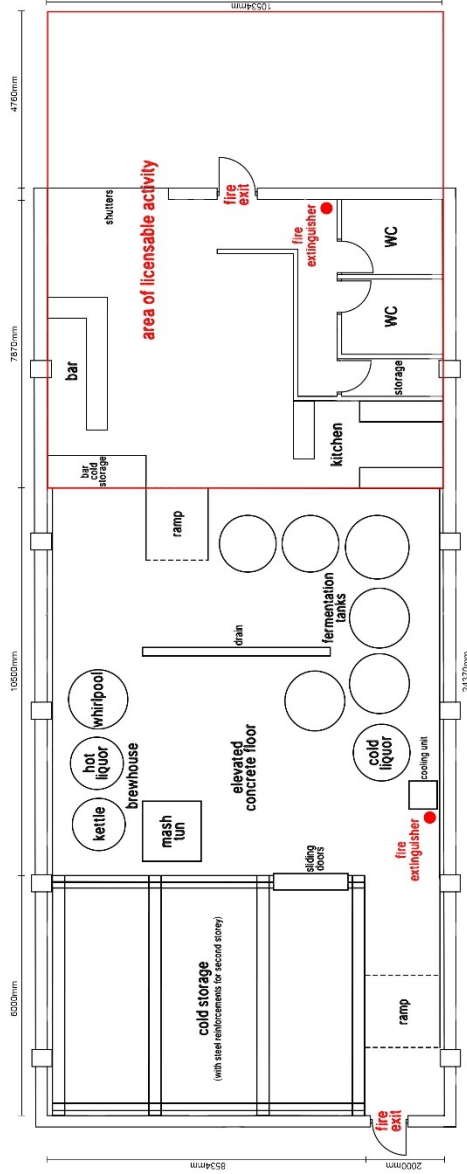 6000mm
10500mm
7870mm
4760mm
8534mm
2000mm
10534mm
24370mm
cold storage
(with steel reinforcements for second storey)
kettle
hot
liquor
whirlpool
brewhouse
mash
tun
drain
elevated
concrete floor
sliding
doors
ramp
fire
exit
fire
extinguisher
cooling unit
cold
liquor
fermentation
tanks
ramp
bar
cold
storage
bar
shutters
area of licensable activity
kitchen
storage
WC
WC
fire
extinguisher
fire
exit